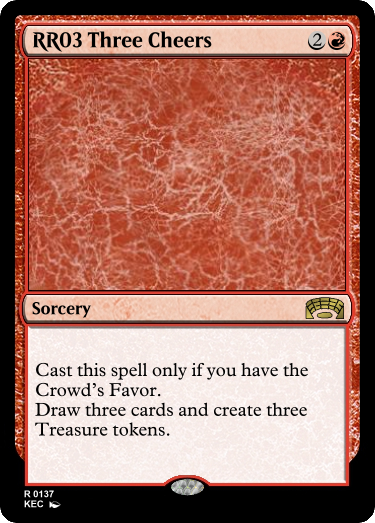 RR03 Three Cheers 2
Sorcery
Cast this spell only if you have the
Crowd's Favor.
Draw three cards and create three
Treasure tokens.
R 0137
KEC